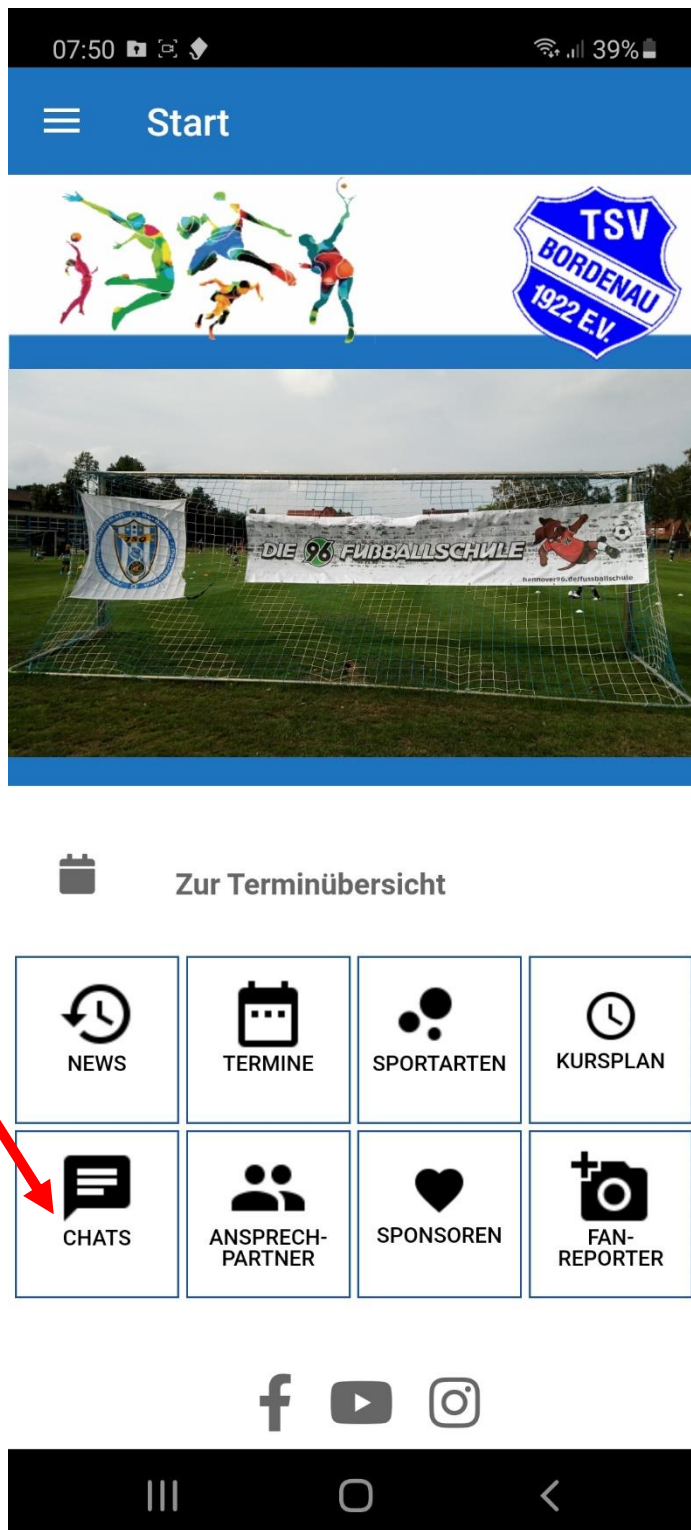 07:50
39%
Start
TSV
BORDENAU
1922 E.V.
DIE 96 FUßBALLSCHULE
hannover96.de/fussballschule
Zur Terminübersicht
NEWS
TERMINE
SPORTARTEN
KURSPLAN
CHATS
ANSPRECH-
PARTNER
SPONSOREN
FAN-
REPORTER